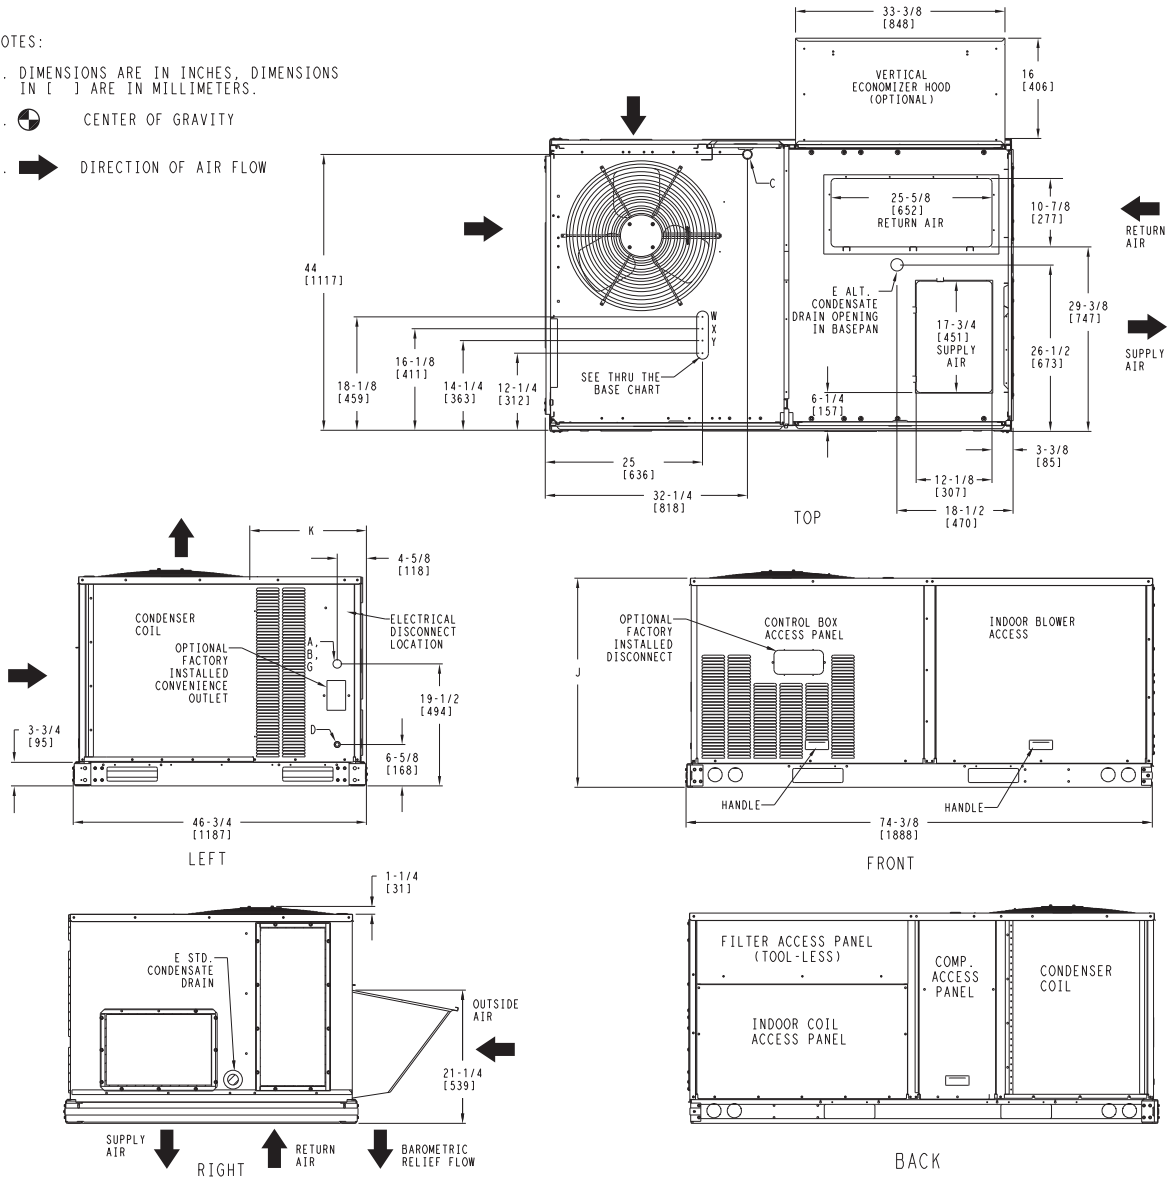 OTES:
. DIMENSIONS ARE IN INCHES, DIMENSIONS
IN [ ] ARE IN MILLIMETERS.
. CENTER OF GRAVITY
. DIRECTION OF AIR FLOW
33-3/8
[848]
VERTICAL
ECONOMIZER HOOD
(OPTIONAL)
16
[406]
C
25-5/8
[652]
RETURN AIR
10-7/8
[277]
RETURN
AIR
44
[1117]
E ALT.
CONDENSATE
DRAIN OPENING
IN BASEPAN
29-3/8
[747]
W
X
Y
17-3/4
[451]
SUPPLY
AIR
26-1/2
[673]
SUPPLY
AIR
18-1/8
[459]
16-1/8
[411]
14-1/4
[363]
12-1/4
[312]
SEE THRU THE
BASE CHART
6-1/4
[157]
3-3/8
[85]
25
[636]
32-1/4
[818]
12-1/8
[307]
18-1/2
[470]
TOP
K
4-5/8
[118]
CONDENSER
COIL
OPTIONAL
FACTORY
INSTALLED
CONVENIENCE
OUTLET
A,
B,
G
ELECTRICAL
DISCONNECT
LOCATION
D
19-1/2
[494]
3-3/4
[95]
6-5/8
[168]
46-3/4
[1187]
LEFT
OPTIONAL
FACTORY
INSTALLED
DISCONNECT
CONTROL BOX
ACCESS PANEL
INDOOR BLOWER
ACCESS
J
HANDLE
HANDLE
74-3/8
[1888]
FRONT
1-1/4
[31]
E STD.
CONDENSATE
DRAIN
OUTSIDE
AIR
21-1/4
[539]
SUPPLY
AIR
RETURN
AIR
BAROMETRIC
RELIEF FLOW
RIGHT
FILTER ACCESS PANEL
(TOOL-LESS)
INDOOR COIL
ACCESS PANEL
COMP.
ACCESS
PANEL
CONDENSER
COIL
BACK